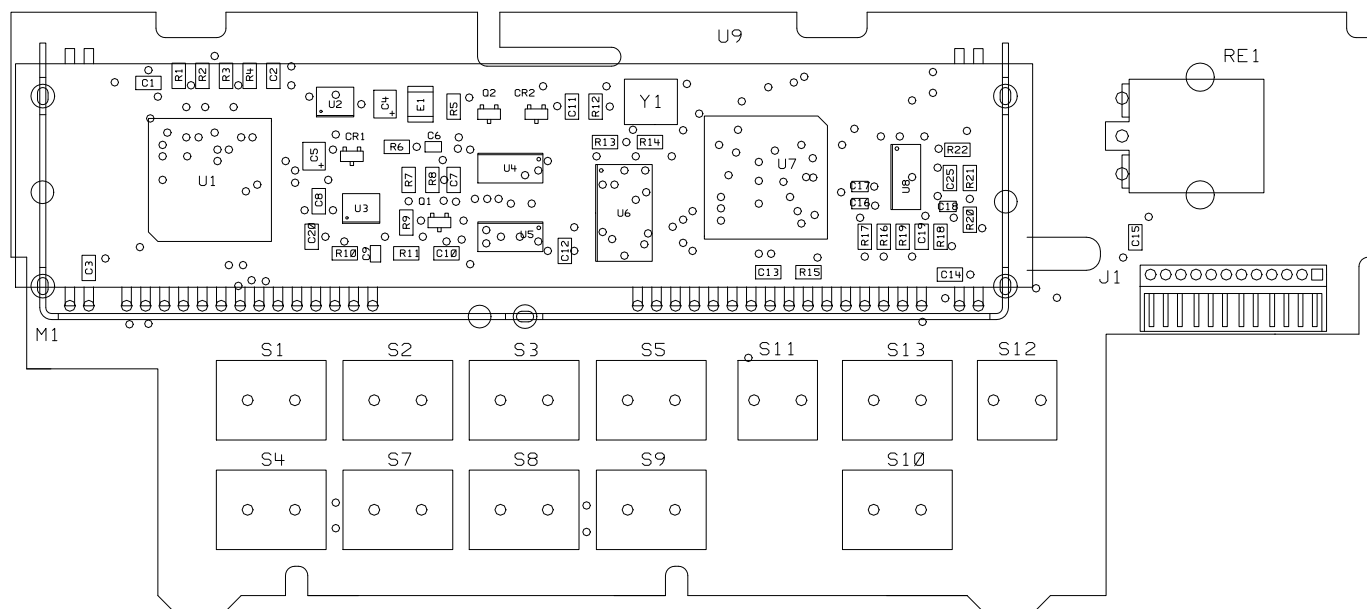 U9
RE1
R1 R2 R3 R4 C2
C1
U2 C4 E1 R5 Q2 CR2 C11 R12 Y1
CR1 C6
R6 R13 R14
C5 U4 U7 R22
U1 R7 R8 C7 U8 C25 R21
C17
C8 U3 Q1 U6 C16 C18
R9 R20
C20 U5 R17 R16 R19 C19 R18 C15
R10 C9 R11 C10 C12
C3 C13 R15 C14
J1
M1
S1 S2 S3 S5 S11 S13 S12
S4 S7 S8 S9 S10